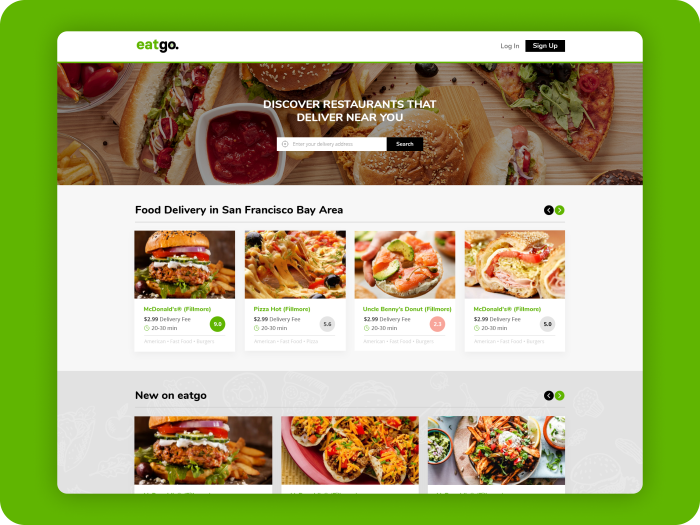 eatgo.
Log In
Sign Up
DISCOVER RESTAURANTS THAT
DELIVER NEAR YOU
Enter your delivery address
Search
Food Delivery in San Francisco Bay Area
McDonald's® (Fillmore)
$2.99 Delivery Fee
20-30 min
9.0
American • Fast Food • Burgers
Pizza Hot (Fillmore)
$2.99 Delivery Fee
20-30 min
5.6
American • Fast Food • Pizza
Uncle Benny's Donut (Fillmore)
$2.99 Delivery Fee
20-30 min
2.3
American • Fast Food • Burgers
McDonald's® (Fillmore)
$2.99 Delivery Fee
20-30 min
5.0
American • Fast Food • Burgers
New on eatgo